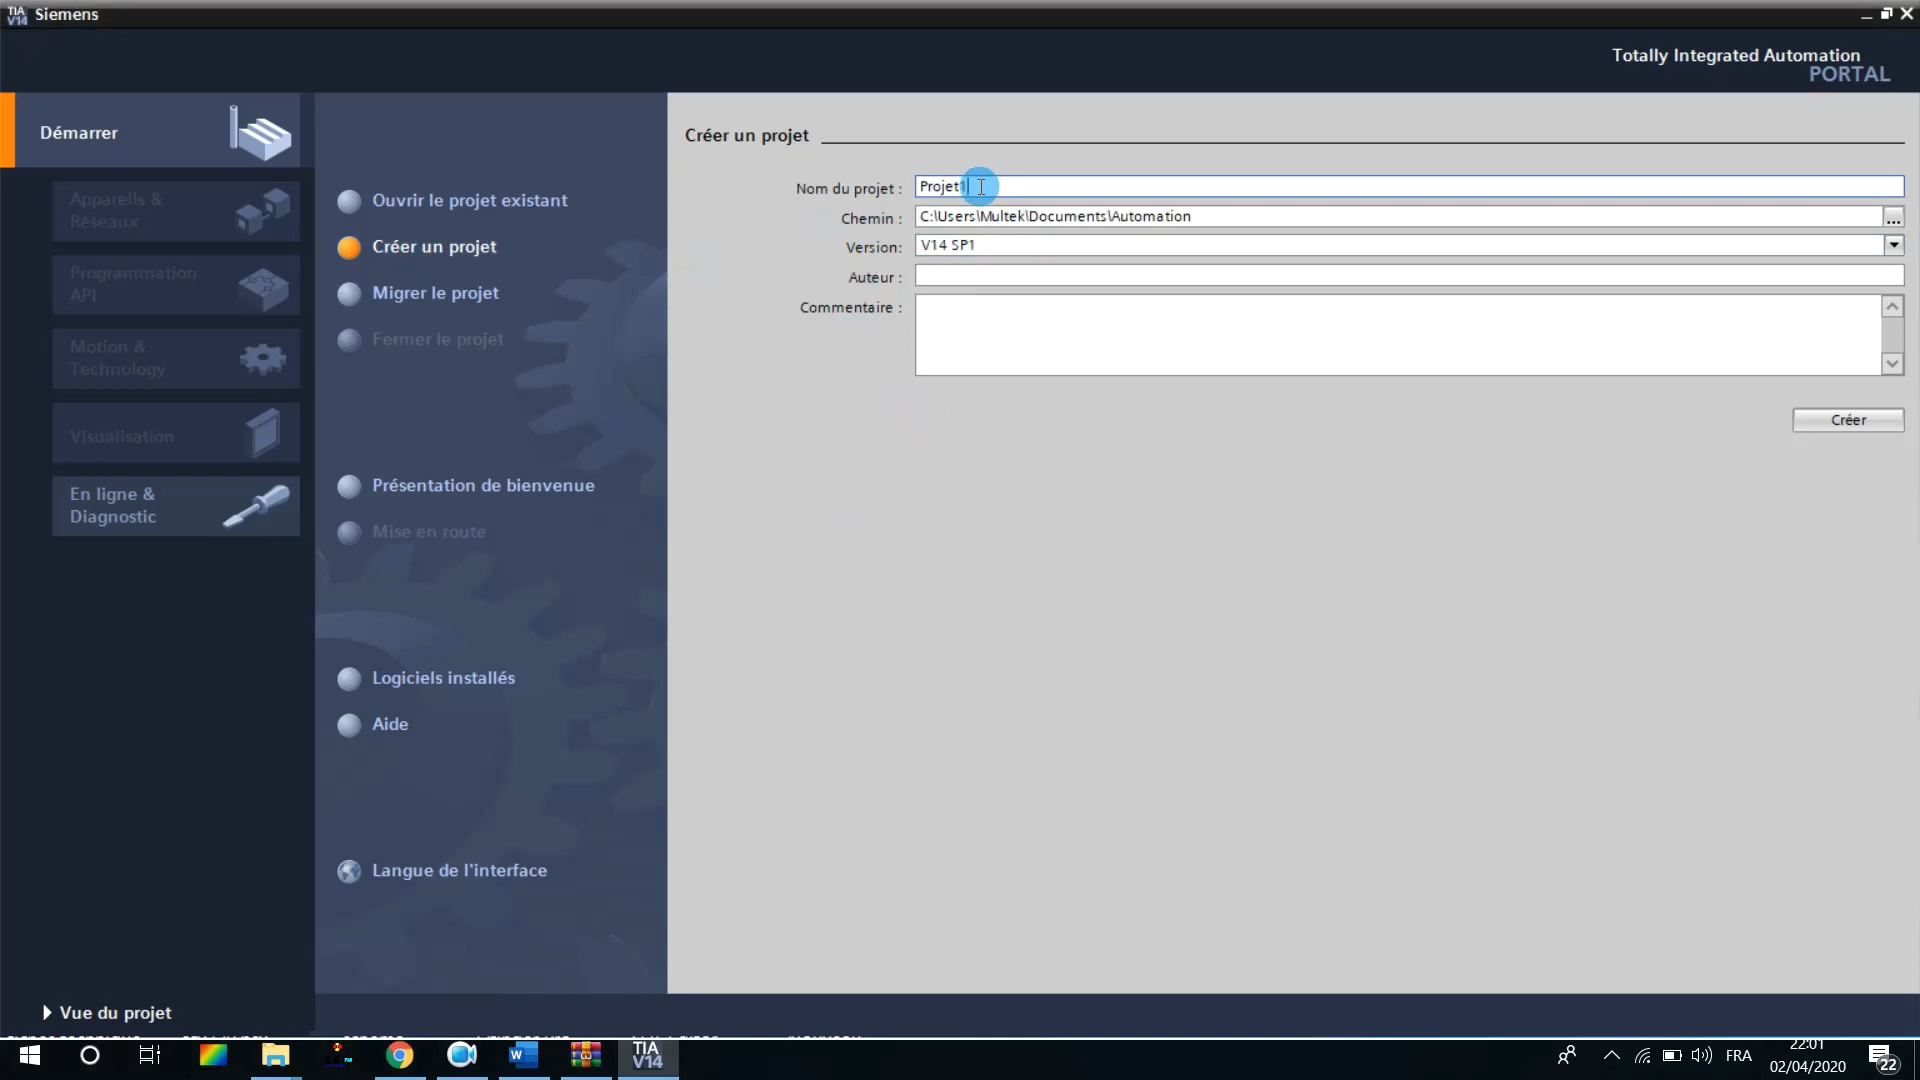 TIA
V14
Siemens
Totally Integrated Automation
PORTAL
Démarrer
Appareils &
Réseaux
Programmation
API
Motion &
Technology
Visualisation
En ligne &
Diagnostic
Vue du projet
Ouvrir le projet existant
Créer un projet
Migrer le projet
Fermer le projet
Présentation de bienvenue
Mise en route
Logiciels installés
Aide
Langue de l'interface
Créer un projet
Nom du projet : Projet1
Chemin : C:\Users\Multek\Documents\Automation
...
Version: V14 SP1
Auteur :
Commentaire :
Créer
TIA
V14
FRA
22:01
02/04/2020
22